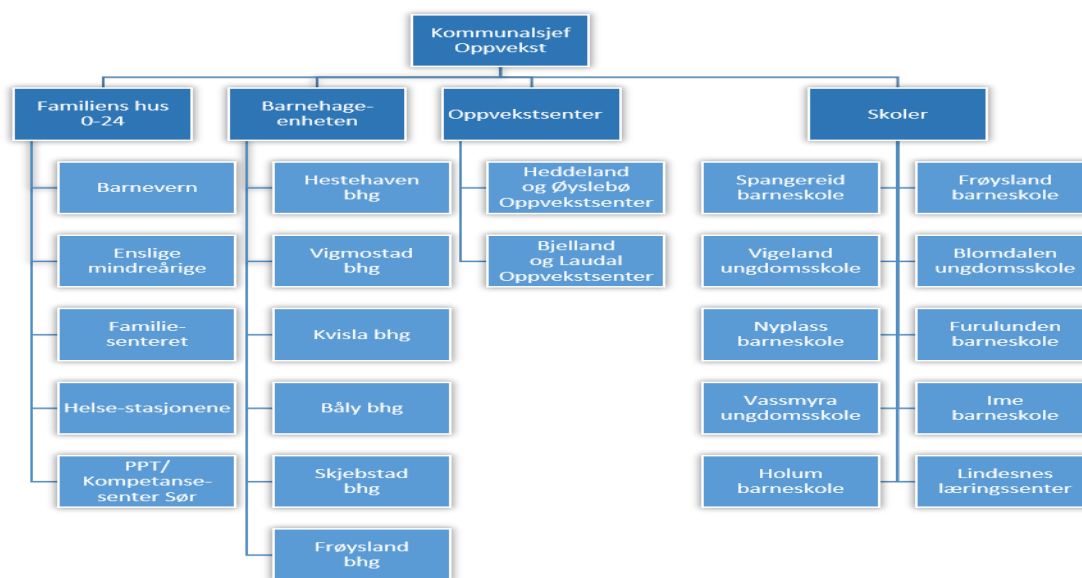 Kommunalsjef
Oppvekst
Familiens hus
0-24
Barnehage-
enheten
Oppvekstsenter
Skoler
Barnevern
Enslige
mindreårige
Familie-
senteret
Helse-stasjonene
PPT/
Kompetanse-
senter Sør
Hestehaven
bhg
Vigmostad
bhg
Kvisla bhg
Båly bhg
Skjebstad
bhg
Frøysland
bhg
Heddeland
og Øyslebø
Oppvekstsenter
Bjelland
og Laudal
Oppvekstsenter
Spangereid
barneskole
Frøysland
barneskole
Vigeland
ungdomsskole
Blomdalen
ungdomsskole
Nyplass
barneskole
Furulunden
barneskole
Vassmyra
ungdomsskole
Ime
barneskole
Holum
barneskole
Lindesnes
læringssenter